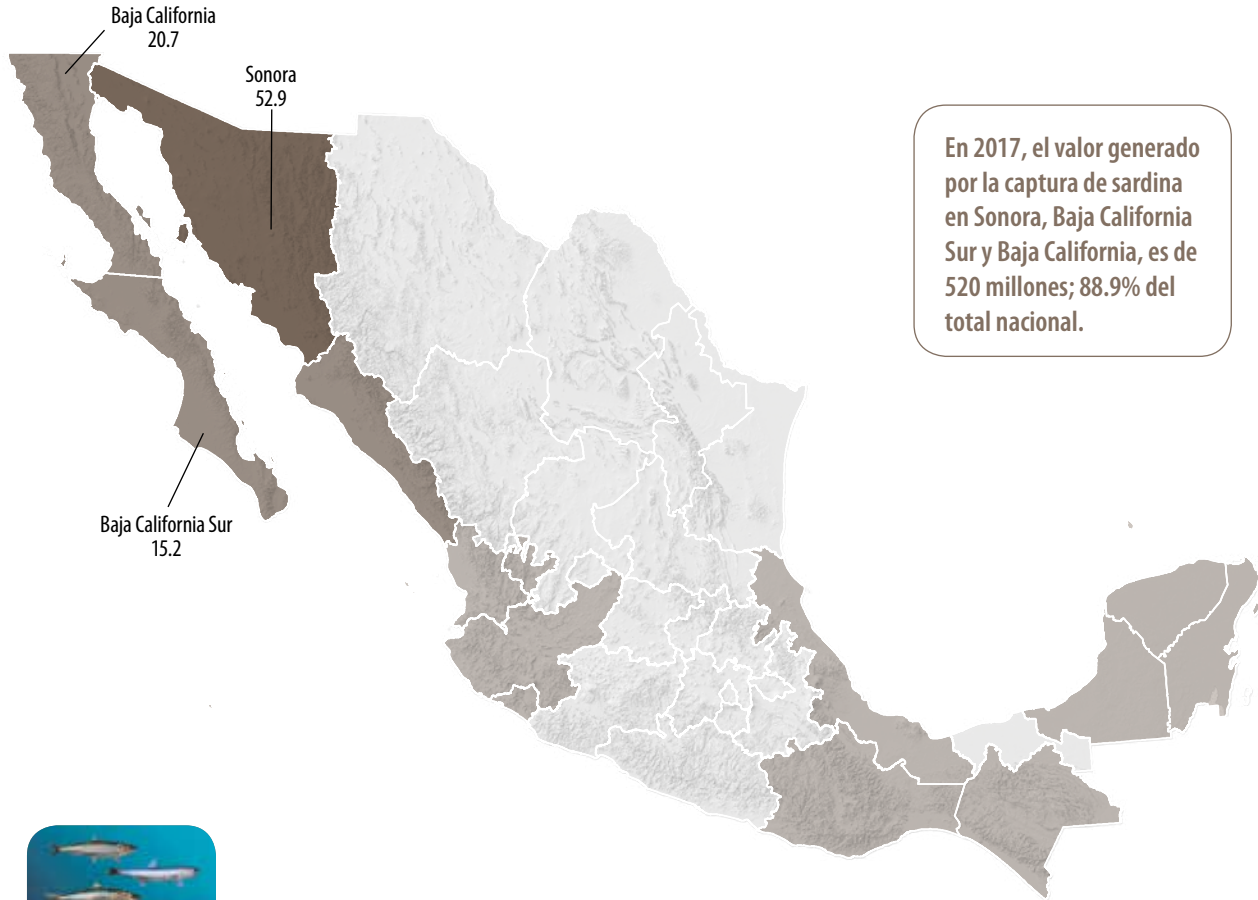 Baja California
20.7
Sonora
52.9
En 2017, el valor generado
por la captura de sardina
en Sonora, Baja California
Sur y Baja California, es de
520 millones; 88.9% del
total nacional.
Baja California Sur
15.2